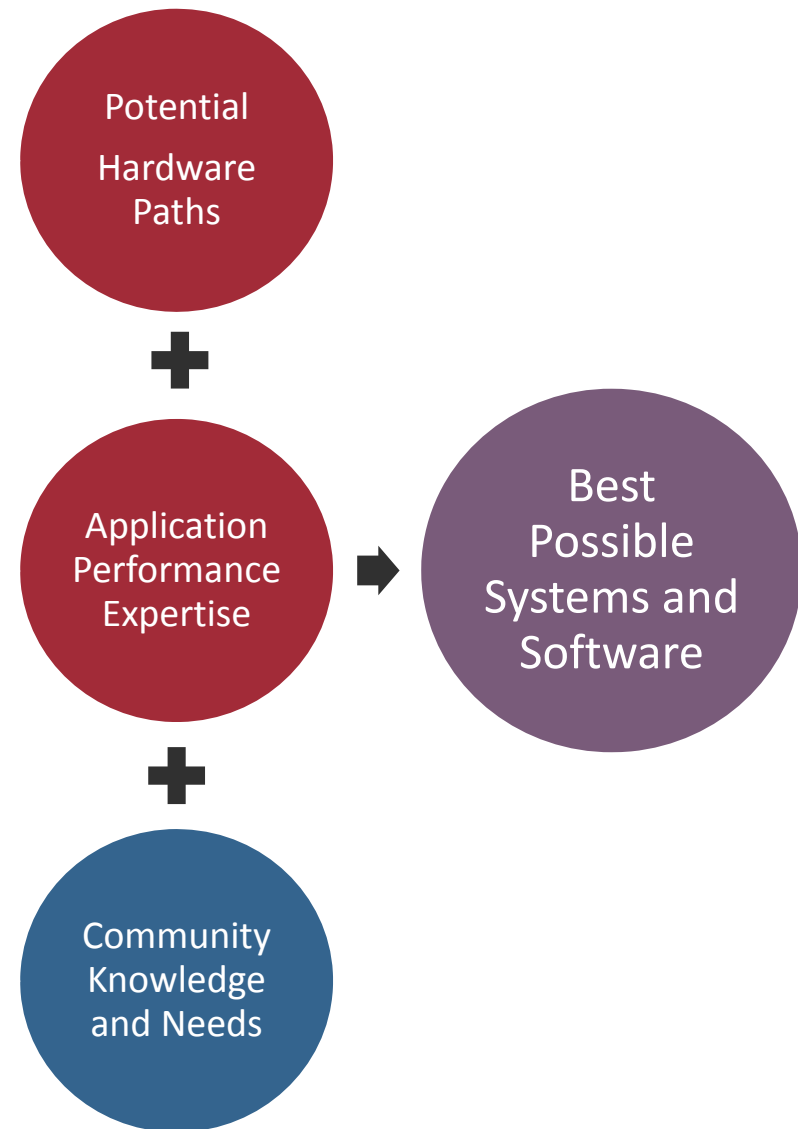 Potential
Hardware
Paths
Application
Performance
Expertise
Best
Possible
Systems and
Software
Community
Knowledge
and Needs